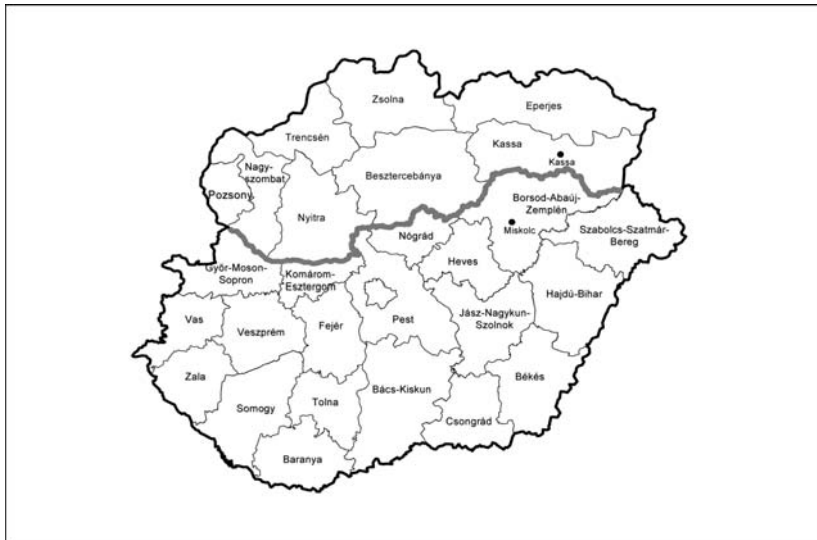 Zsolna
Eperjes
Trencsén
Kassa
Kassa
Nagy-
szombat
Besztercebánya
Pozsony
Nyitra
Borsod-Abaúj-
Zemplén
Miskolc
Szabolcs-Szatmár-
Bereg
Nógrád
Heves
Győr-Moson-
Sopron
Komárom-
Esztergom
Hajdú-Bihar
Vas
Veszprém
Fejér
Pest
Jász-Nagykun-
Szolnok
Zala
Somogy
Tolna
Bács-Kiskun
Békés
Csongrád
Baranya